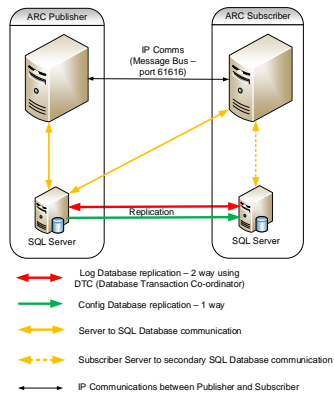 ARC Publisher
ARC Subscriber
IP Comms
(Message Bus –
port 61616)
Replication
SQL Server
SQL Server
Log Database replication – 2 way using
DTC (Database Transaction Co-ordinator)
Config Database replication – 1 way
Server to SQL Database communication
Subscriber Server to secondary SQL Database communication
IP Communications between Publisher and Subscriber